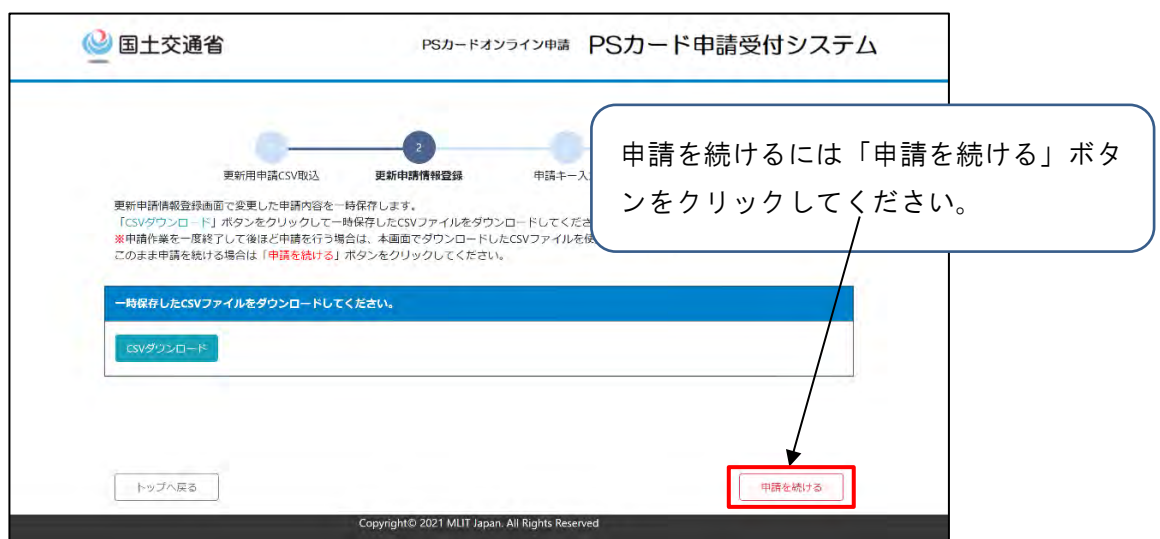 国土交通省
PSカードオンライン申請 PSカード申請受付システム
申請を続けるには「申請を続ける」ボタ
ンをクリックしてください。
2
更新用申請CSV取込 更新申請情報登録 申請キー入
更新申請情報登録画面で変更した申請内容を一時保存します。
「CSVダウンロード」ボタンをクリックして一時保存したCSVファイルをダウンロードしてくださ
※申請作業を一度終了して後ほど申請を行う場合は、本画面でダウンロードしたCSVファイルを使
このまま申請を続ける場合は「申請を続ける」ボタンをクリックしてください。
一時保存したCSVファイルをダウンロードしてください。
CSVダウンロード
トップへ戻る 申請を続ける
Copyright© 2021 MLIT Japan. All Rights Reserved